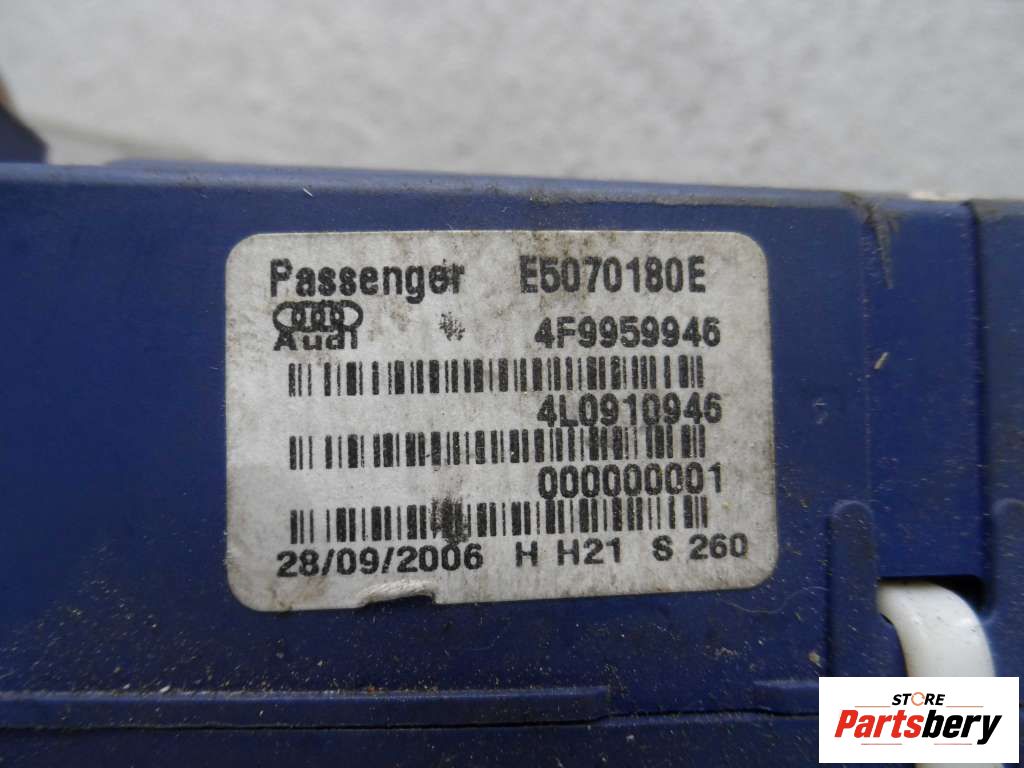 Passenger E5070180E
Audi 4F9959946
4L0910946
000000001
28/09/2006 H H21 S 260
STORE
Partsbery